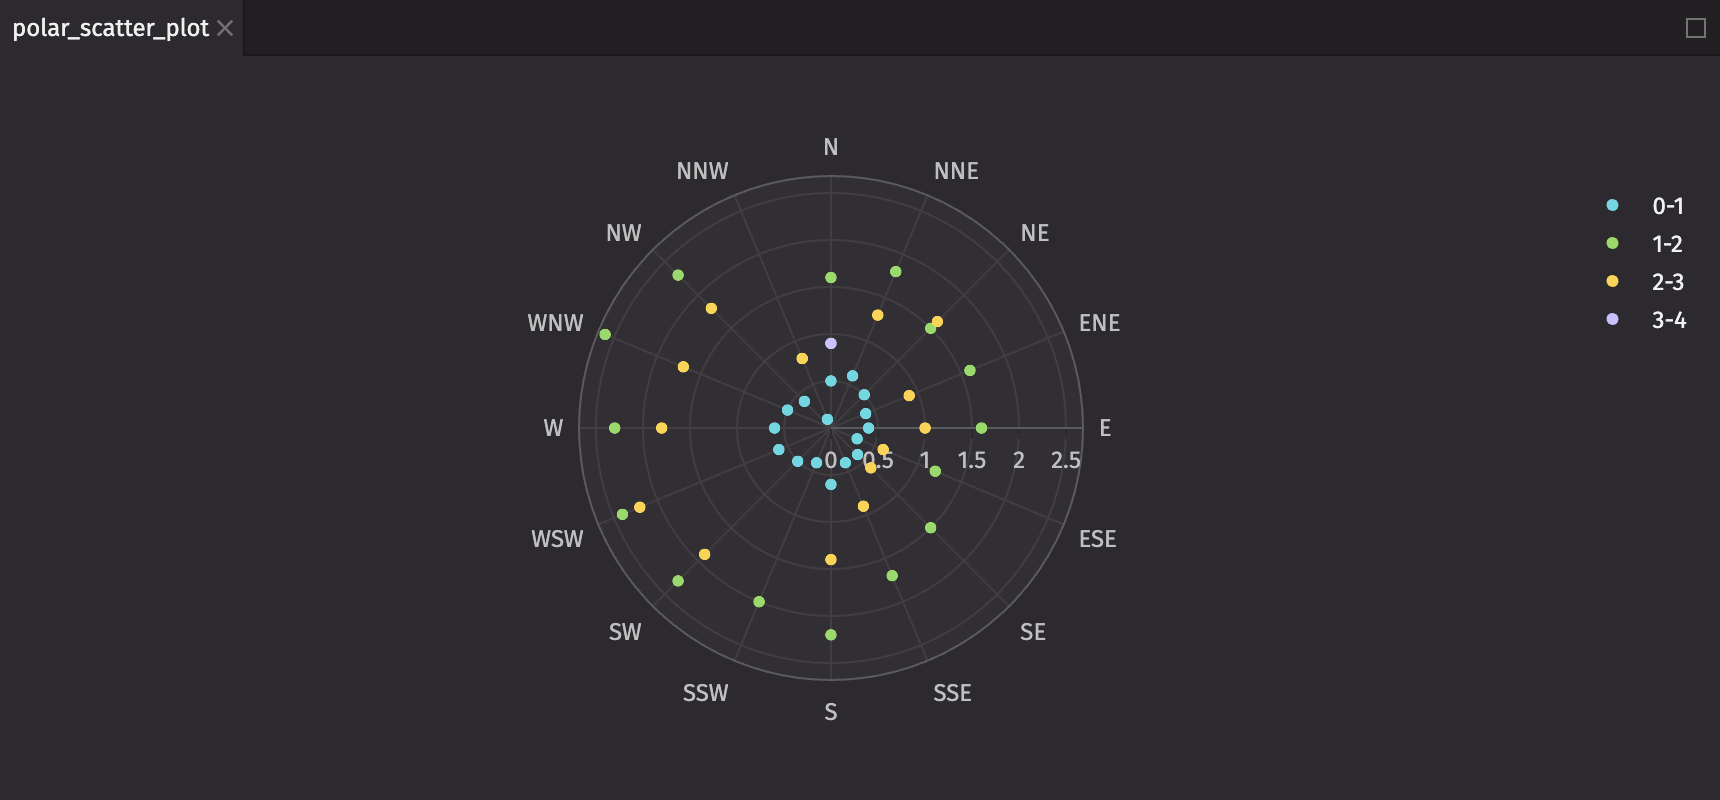 polar_scatter_plot
N
NNW
NNE
NW
NE
0-1
1-2
2-3
3-4
WNW
ENE
W
E
0 0.5 1 1.5 2 2.5
WSW
ESE
SW
SE
SSW
SSE
S